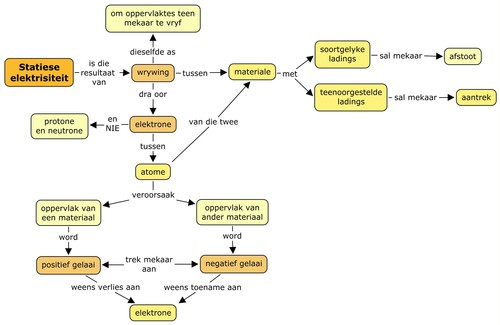 om oppervlaktes teen
mekaar te vryf
dieselfde as
Statiese
elektrisiteit
is die
resultaat
van
wrywing
tussen
materiale
met
soortgelyke
ladings
sal mekaar
afstoot
teenoorgestelde
ladings
sal mekaar
aantrek
dra oor
protone
en neutrone
en
NIE
elektrone
van die twee
tussen
atome
veroorsaak
oppervlak van
een materiaal
oppervlak van
ander materiaal
word
word
positief gelaai
trek mekaar
aan
negatief gelaai
weens verlies aan
weens toename aan
elektrone